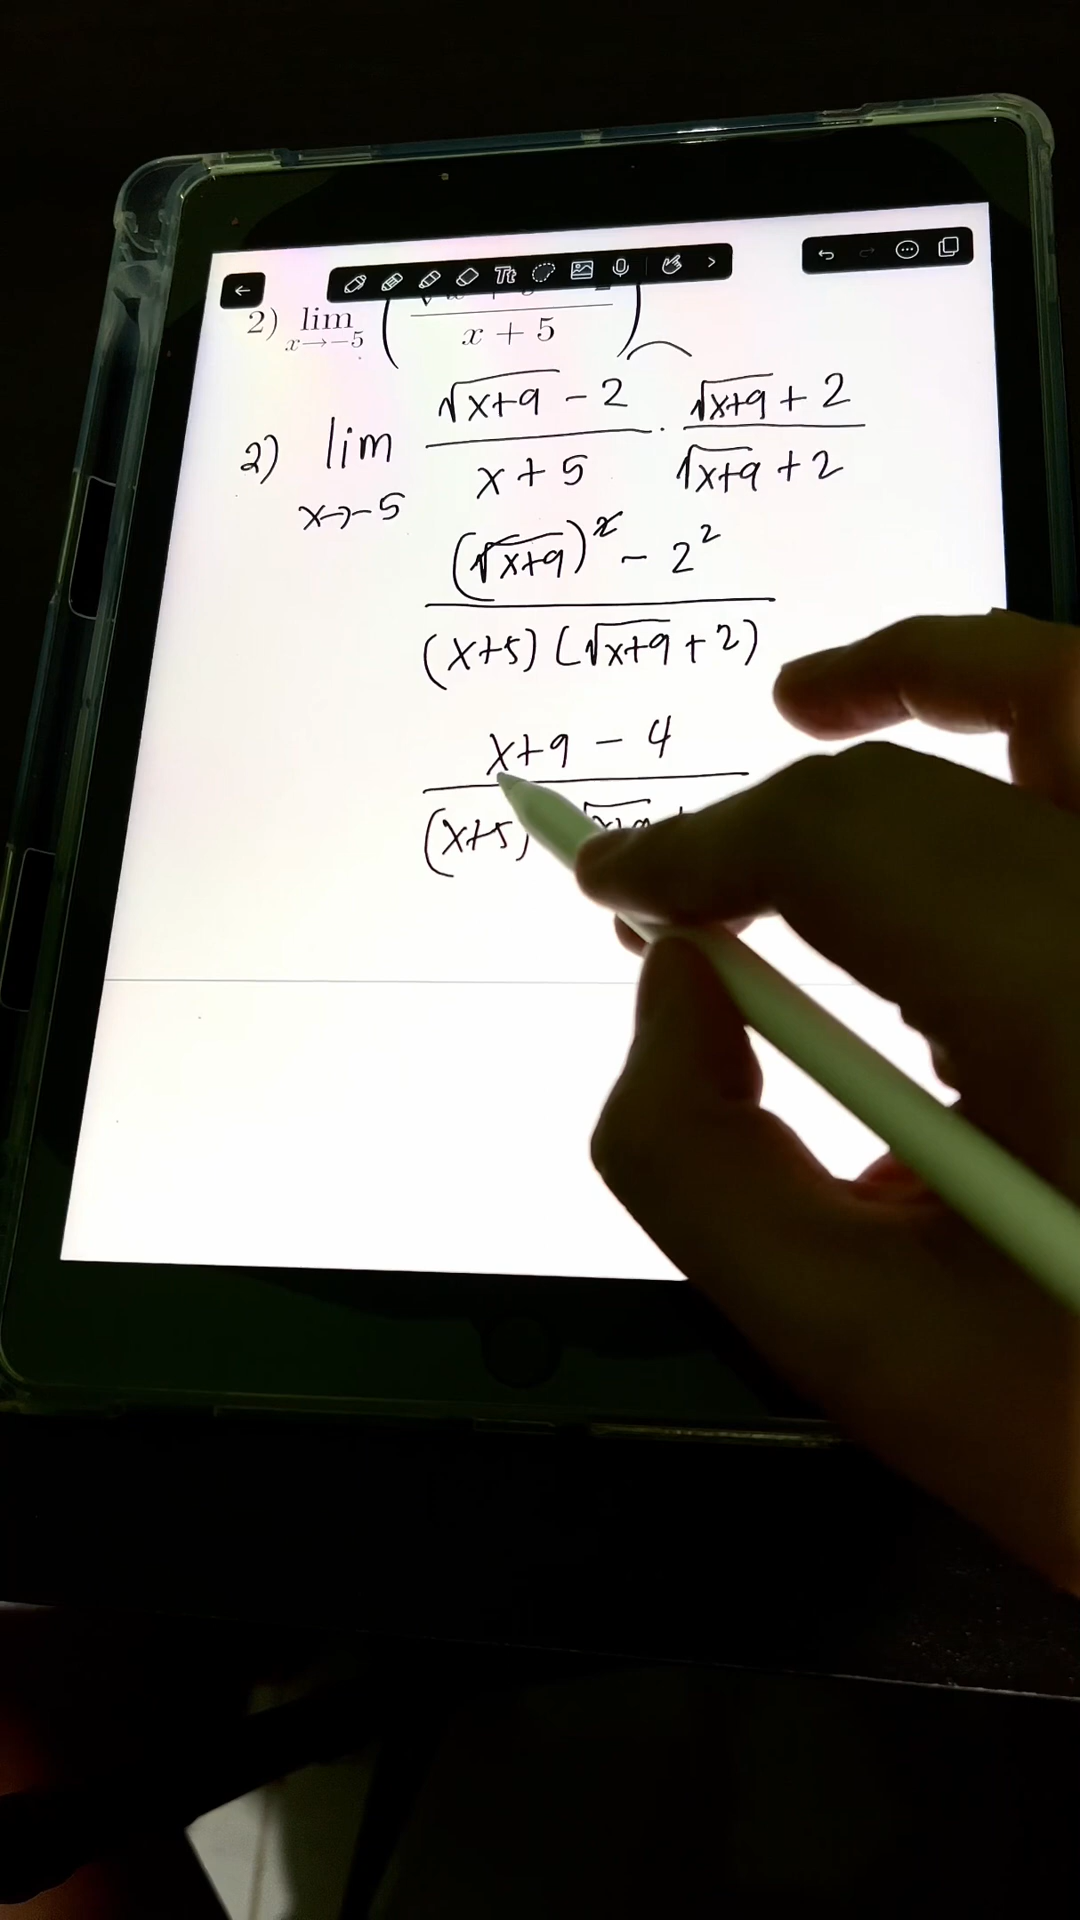 2) lim x→−5 ( x + 5 )
2) lim x→-5 (√(x+9) - 2)/(x + 5) · (√(x+9) + 2)/(√(x+9) + 2)
((√(x+9))² - 2²)/((x+5)(√(x+9) + 2))
x+9 - 4
(x+5)